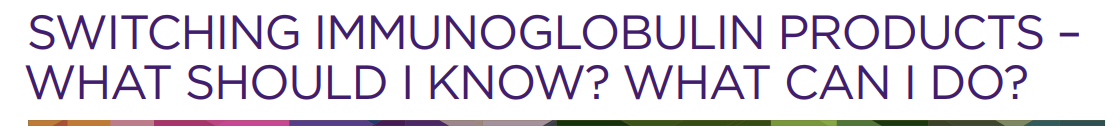 SWITCHING IMMUNOGLOBULIN PRODUCTS –
WHAT SHOULD I KNOW? WHAT CAN I DO?